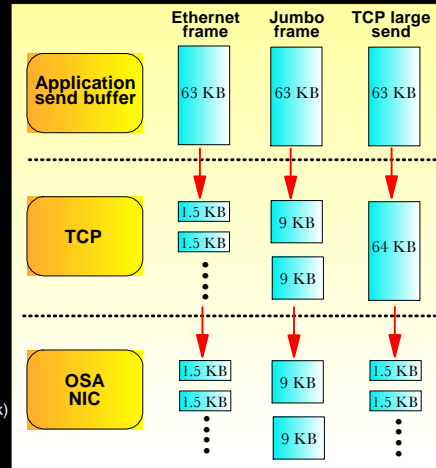 Ethernet frame
Jumbo frame
TCP large send
Application send buffer
63 KB
63 KB
63 KB
TCP
1.5 KB
1.5 KB
9 KB
9 KB
64 KB
OSA NIC
1.5 KB
1.5 KB
9 KB
9 KB
1.5 KB
1.5 KB
k)